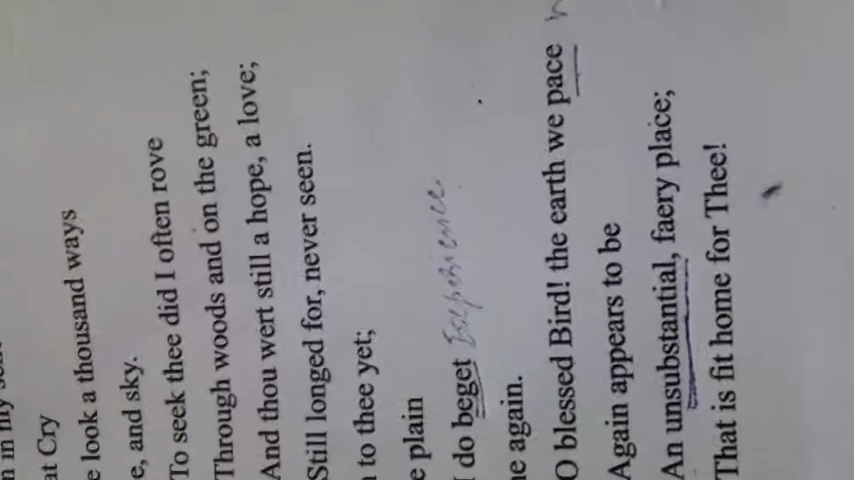 at Cry
e look a thousand ways
e, and sky.
To seek thee did I often rove
Through woods and on the green;
And thou wert still a hope, a love;
Still longed for, never seen.
to thee yet;
e plain
I do beget Experience
e again.
O blessed Bird! the earth we pace
Again appears to be
An unsubstantial, faery place;
That is fit home for Thee!